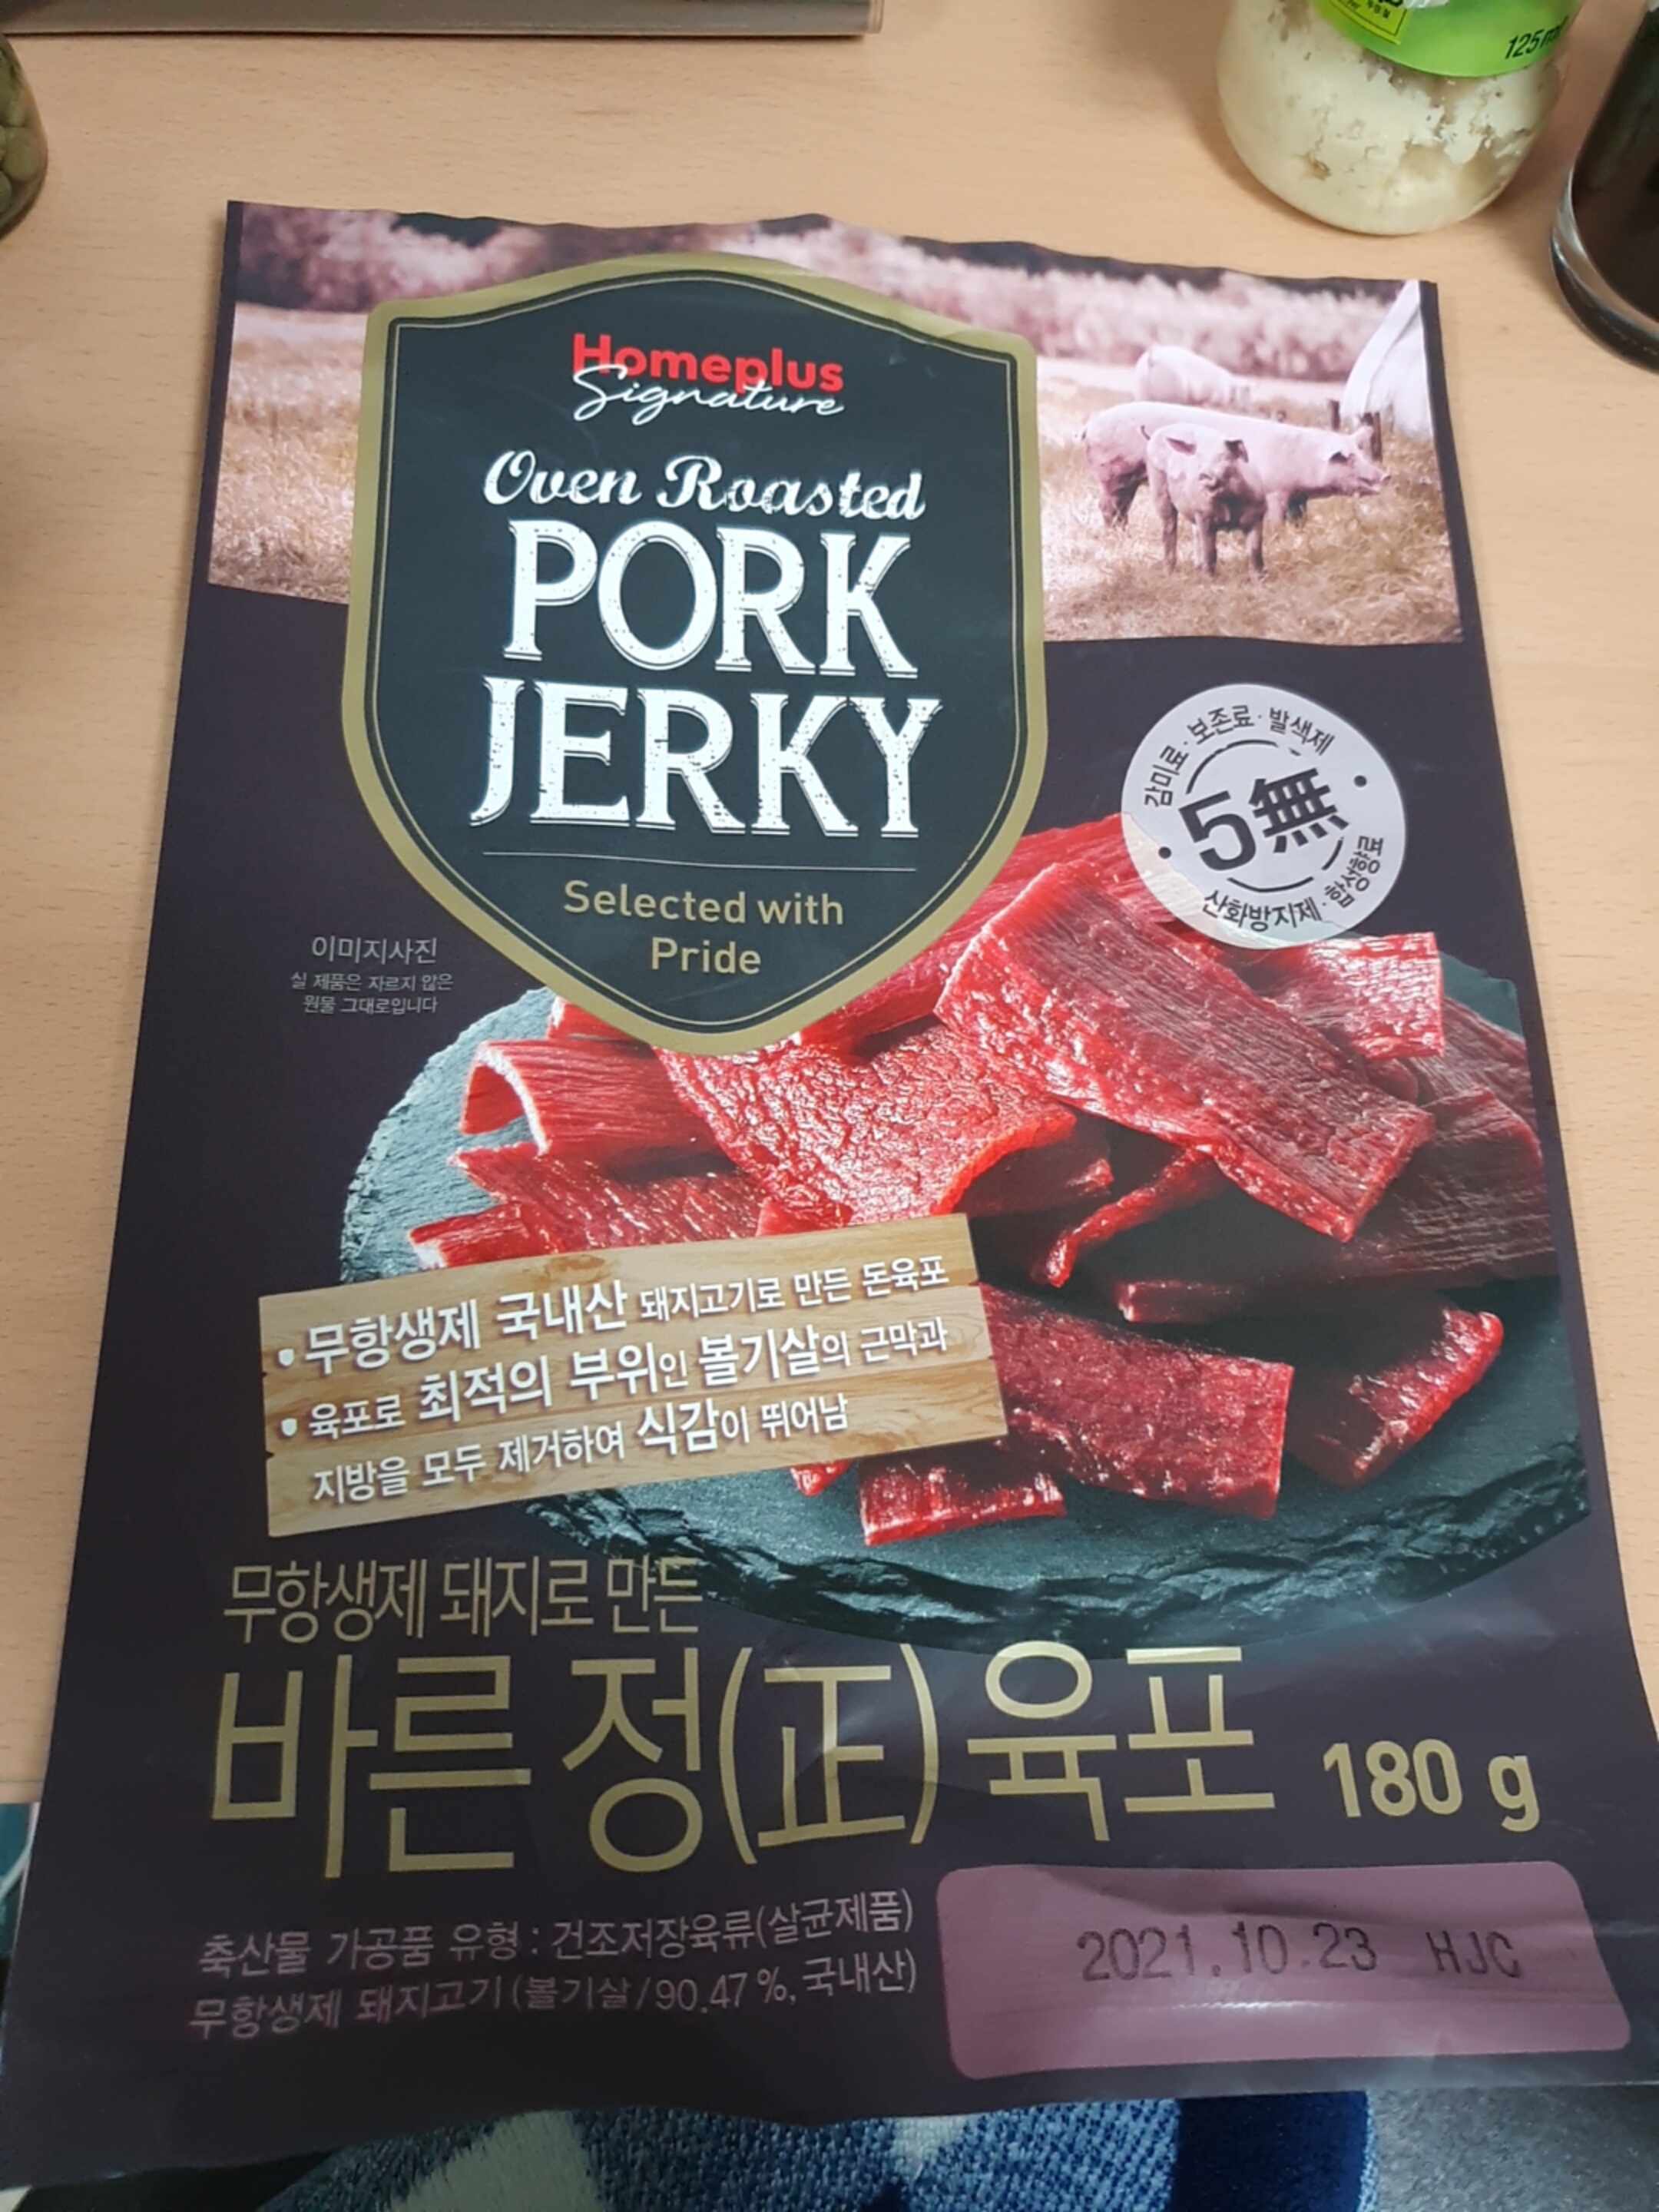 125m
Homeplus
Signature
Oven Roasted
PORK
JERKY
Selected with
Pride
감미료·보존료·발색제
5無
산화방지제·합성향료
이미지사진
실 제품은 자르지 않은
원물 그대로입니다
• 무항생제 국내산 돼지고기로 만든 돈육포
• 육포로 최적의 부위인 볼기살의 근막과
지방을 모두 제거하여 식감이 뛰어남
무항생제 돼지로 만든
바른 정(正) 육포 180 g
축산물 가공품 유형 : 건조저장육류(살균제품)
무항생제 돼지고기(볼기살/90.47 %, 국내산)
2021.10.23 HJC